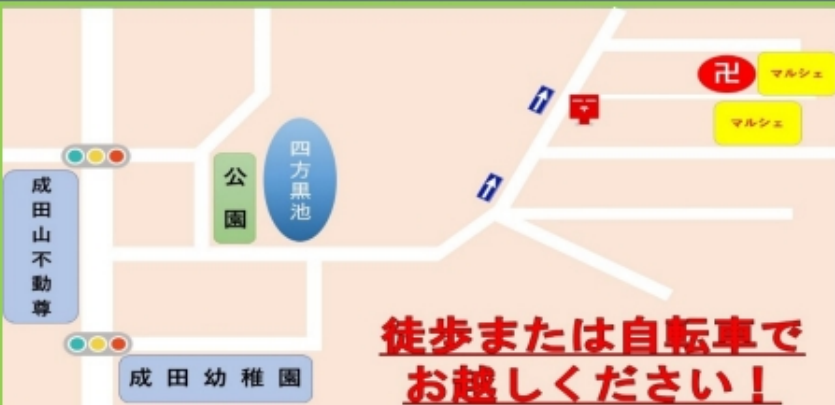 卍
マルシェ
マルシェ
四方黒池
公園
成田山不動尊
成田幼稚園
徒歩または自転車で
お越しください！